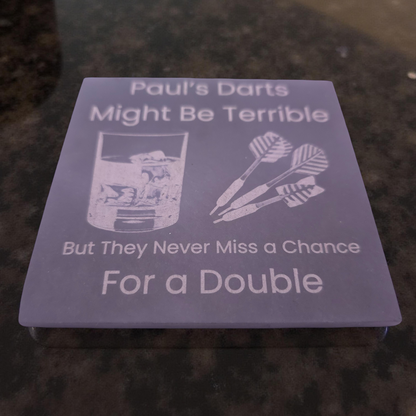 Paul's Darts
Might Be Terrible
But They Never Miss a Chance
For a Double